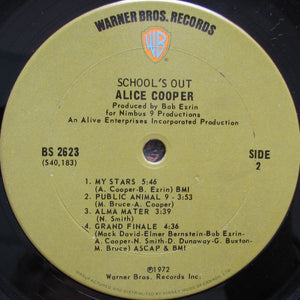 WARNER BROS. RECORDS
WB
SCHOOL'S OUT
ALICE COOPER
Produced by Bob Ezrin
for Nimbus 9 Productions
An Alive Enterprises Incorporated Production
BS 2623
(S40,183)
SIDE
2
1. MY STARS 5:46
(A. Cooper-B. Ezrin) BMI
2. PUBLIC ANIMAL 9 - 3:53
(M. Bruce-A. Cooper)
3. ALMA MATER 3:39
(N. Smith)
4. GRAND FINALE 4:36
(Mack David-Elmer Bernstein-Bob Ezrin-
A. Cooper-N. Smith-D. Dunaway-G. Buxton-
M. Bruce) ASCAP & BMI
℗1972
Warner Bros. Records Inc.